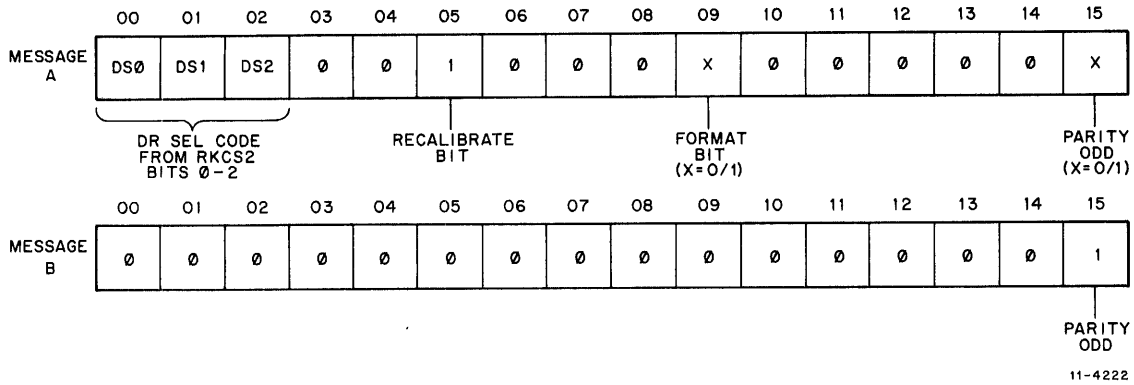 00 01 02 03 04 05 06 07 08 09 10 11 12 13 14 15
MESSAGE A DSØ DS1 DS2 Ø Ø 1 Ø Ø Ø X Ø Ø Ø Ø Ø X
DR SEL CODE
FROM RKCS2
BITS Ø-2
RECALIBRATE
BIT
FORMAT
BIT
(X=0/1)
PARITY
ODD
(X=0/1)
00 01 02 03 04 05 06 07 08 09 10 11 12 13 14 15
MESSAGE B Ø Ø Ø Ø Ø Ø Ø Ø Ø Ø Ø Ø Ø Ø Ø 1
PARITY
ODD
11-4222